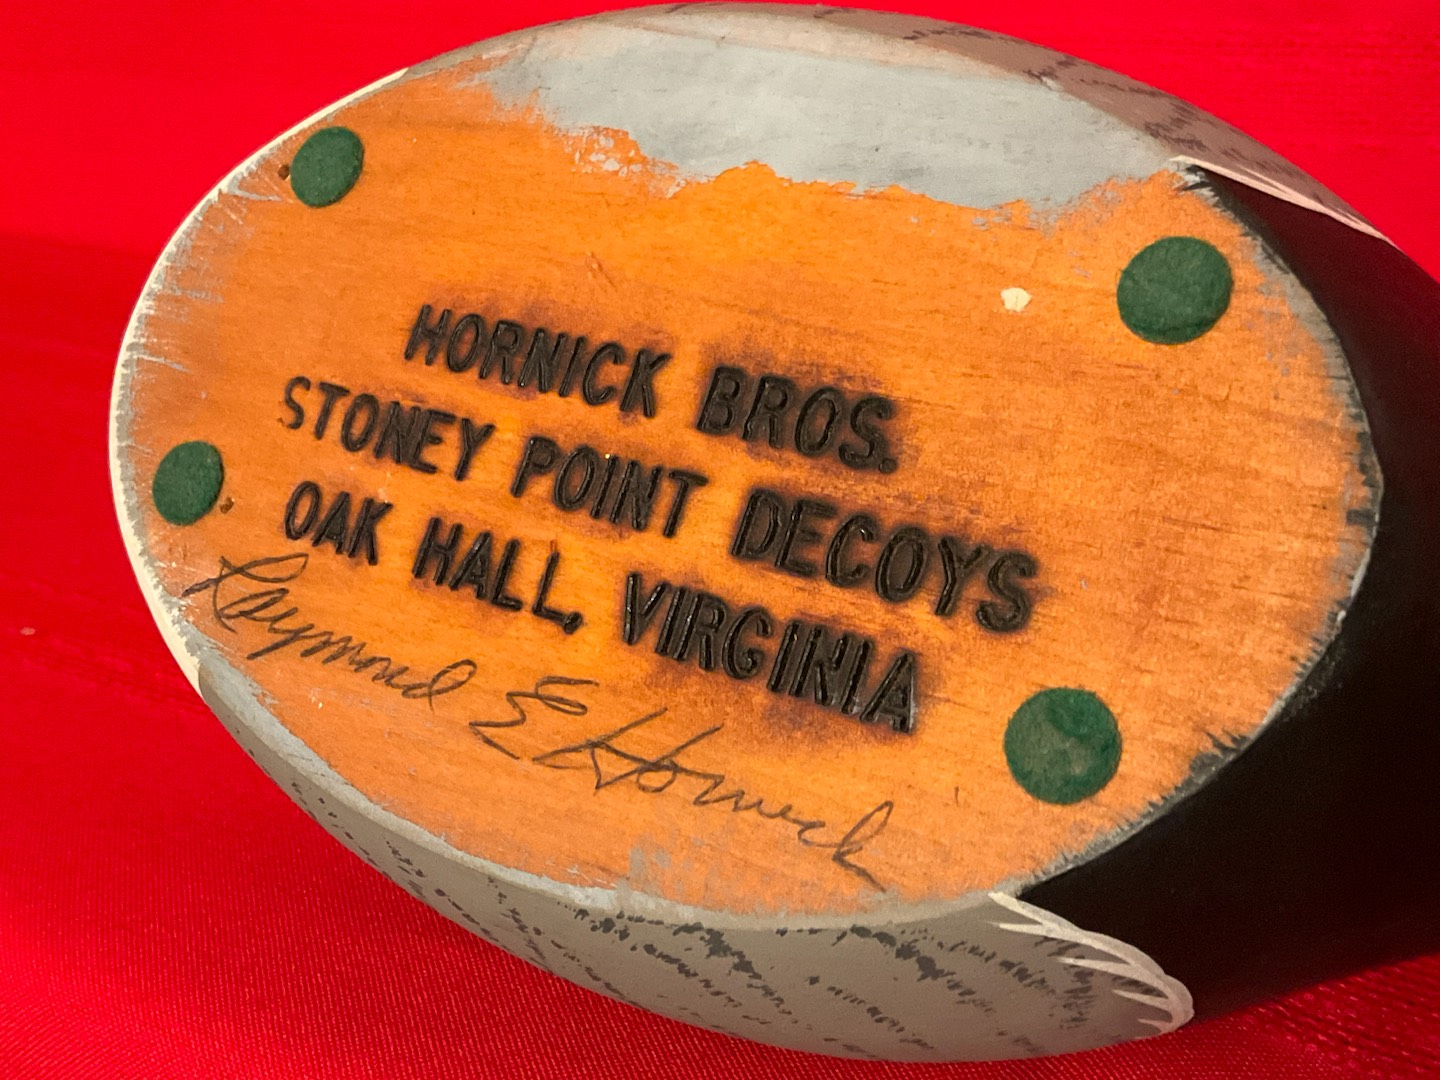 HORNICK BROS.
STONEY POINT DECOYS
OAK HALL, VIRGINIA
Raymond E Hornick